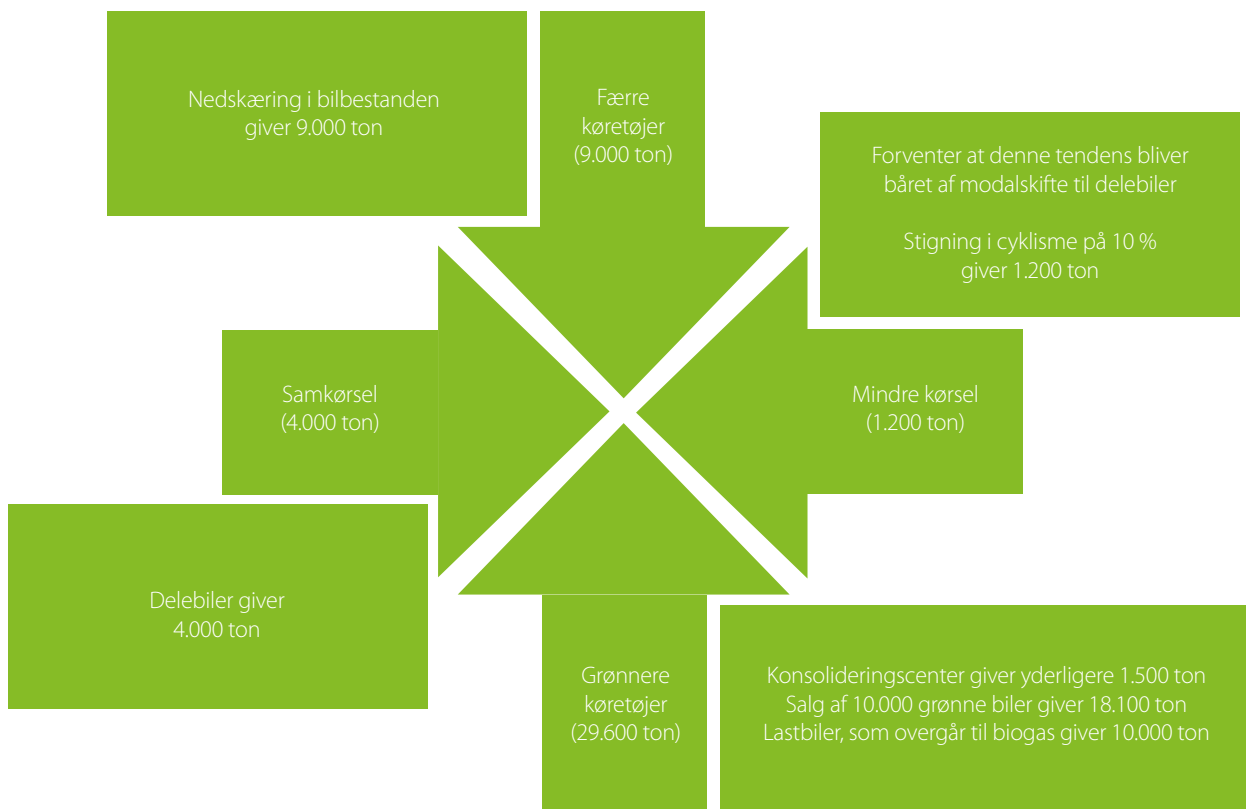 Nedskæring i bilbestanden
giver 9.000 ton
Færre
køretøjer
(9.000 ton)
Forventer at denne tendens bliver
båret af modalskifte til delebiler
Stigning i cyklisme på 10 %
giver 1.200 ton
Samkørsel
(4.000 ton)
Mindre kørsel
(1.200 ton)
Delebiler giver
4.000 ton
Grønnere
køretøjer
(29.600 ton)
Konsolideringscenter giver yderligere 1.500 ton
Salg af 10.000 grønne biler giver 18.100 ton
Lastbiler, som overgår til biogas giver 10.000 ton